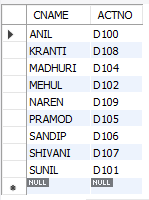 CNAME ACTNO
ANIL D100
KRANTI D108
MADHURI D104
MEHUL D102
NAREN D109
PRAMOD D105
SANDIP D106
SHIVANI D107
SUNIL D101
NULL NULL